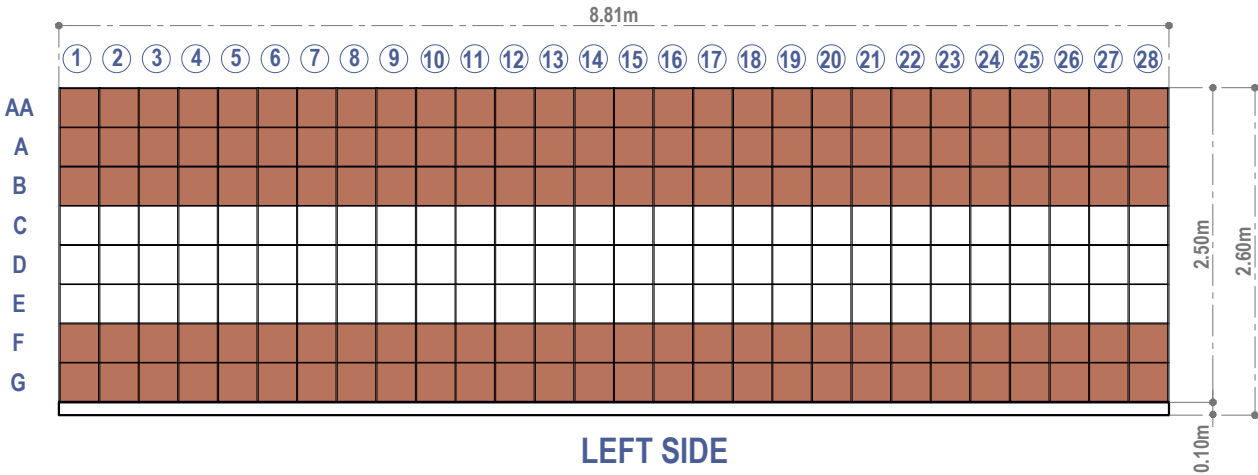 8.81m
1 2 3 4 5 6 7 8 9 10 11 12 13 14 15 16 17 18 19 20 21 22 23 24 25 26 27 28
AA
A
B
C
D
E
F
G
2.50m
2.60m
0.10m
LEFT SIDE